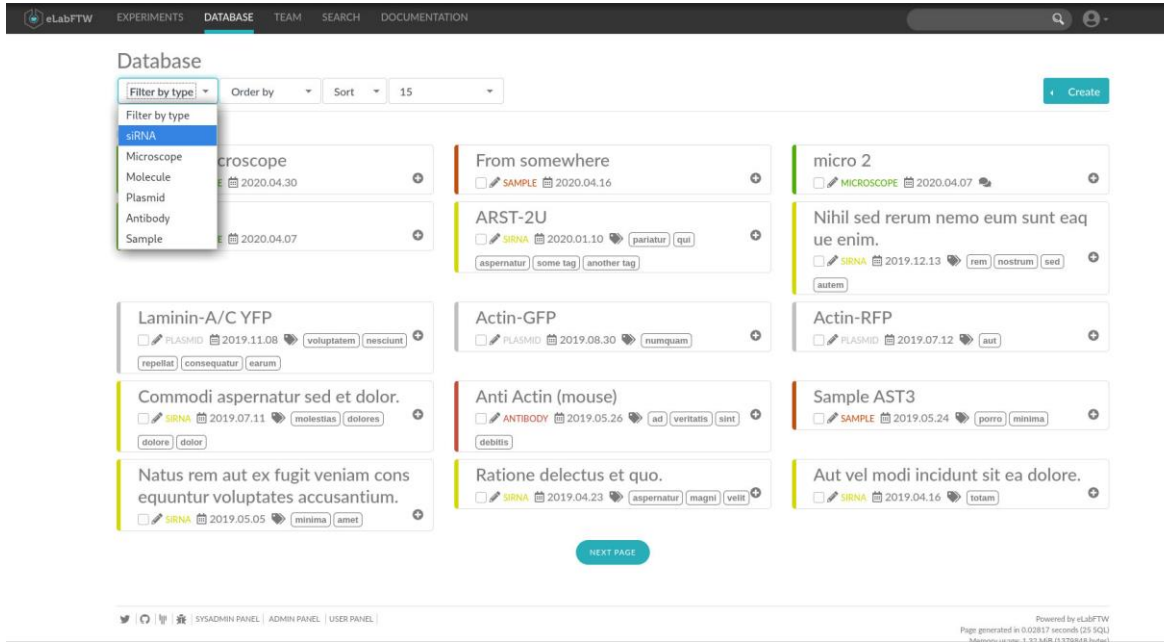 eLabFTW EXPERIMENTS DATABASE TEAM SEARCH DOCUMENTATION
Database
Filter by type Order by Sort 15 Create
Filter by type
siRNA
Microscope
Molecule
Plasmid
Antibody
Sample
croscope
E 2020.04.30
From somewhere
SAMPLE 2020.04.16
micro 2
MICROSCOPE 2020.04.07
E 2020.04.07
ARST-2U
SIRNA 2020.01.10 pariatur qui
aspernatur some tag another tag
Nihil sed rerum nemo eum sunt eaq
ue enim.
SIRNA 2019.12.13 rem nostrum sed
autem
Laminin-A/C YFP
PLASMID 2019.11.08 voluptatem nesciunt
repellat consequatur earum
Actin-GFP
PLASMID 2019.08.30 numquam
Actin-RFP
PLASMID 2019.07.12 aut
Commodi aspernatur sed et dolor.
SIRNA 2019.07.11 molestias dolores
dolore dolor
Anti Actin (mouse)
ANTIBODY 2019.05.26 ad veritatis sint
debitis
Sample AST3
SAMPLE 2019.05.24 porro minima
Natus rem aut ex fugit veniam cons
equuntur voluptates accusantium.
SIRNA 2019.05.05 minima amet
Ratione delectus et quo.
SIRNA 2019.04.23 aspernatur magni velit
Aut vel modi incidunt sit ea dolore.
SIRNA 2019.04.16 totam
NEXT PAGE
SYSADMIN PANEL | ADMIN PANEL | USER PANEL |
Powered by eLabFTW
Page generated in 0.02817 seconds (25 SQL)
Memory usage: 1.32 MiB (1379848 bytes)